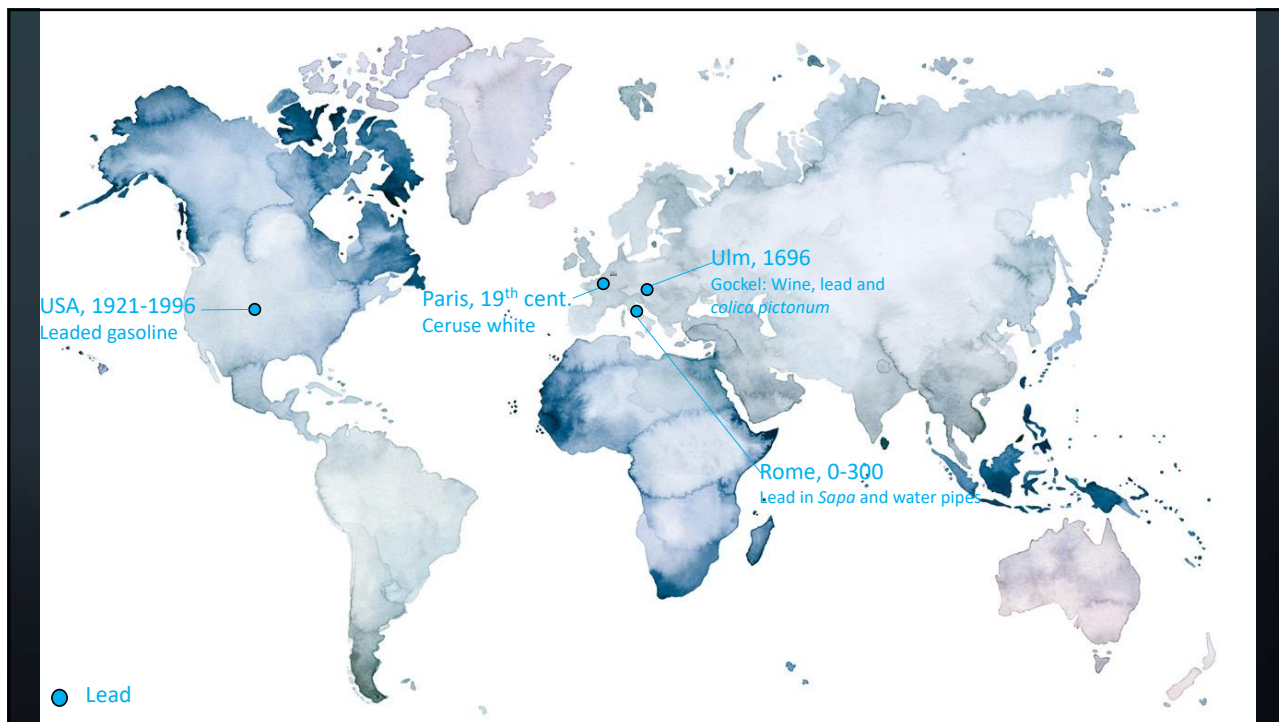 USA, 1921-1996
Leaded gasoline
Paris, 19th cent.
Ceruse white
Ulm, 1696
Gockel: Wine, lead and
colica pictonum
Rome, 0-300
Lead in Sapa and water pipes
Lead